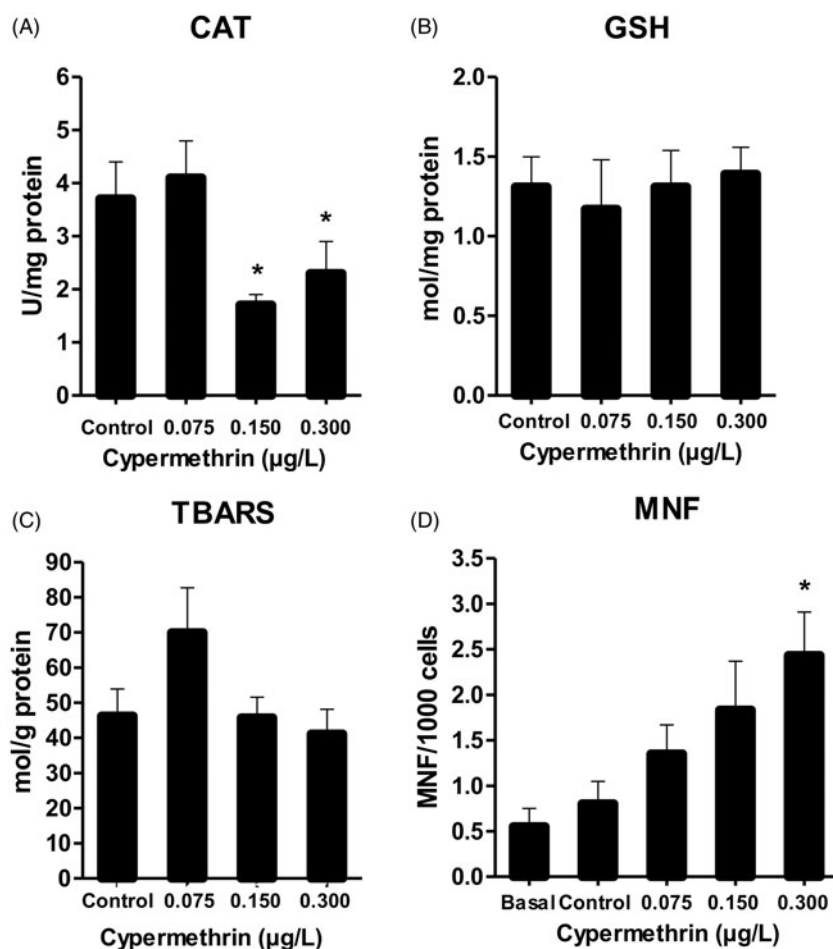 (A)
CAT
U/mg protein
6
5
4
3
2
1
0
*
*
Control 0.075 0.150 0.300
Cypermethrin (µg/L)
(B)
GSH
mol/mg protein
2.0
1.5
1.0
0.5
0.0
Control 0.075 0.150 0.300
Cypermethrin (µg/L)
(C)
TBARS
mol/g protein
90
80
70
60
50
40
30
20
10
0
Control 0.075 0.150 0.300
Cypermethrin (µg/L)
(D)
MNF
MNF/1000 cells
3.5
3.0
2.5
2.0
1.5
1.0
0.5
0.0
*
Basal Control 0.075 0.150 0.300
Cypermethrin (µg/L)